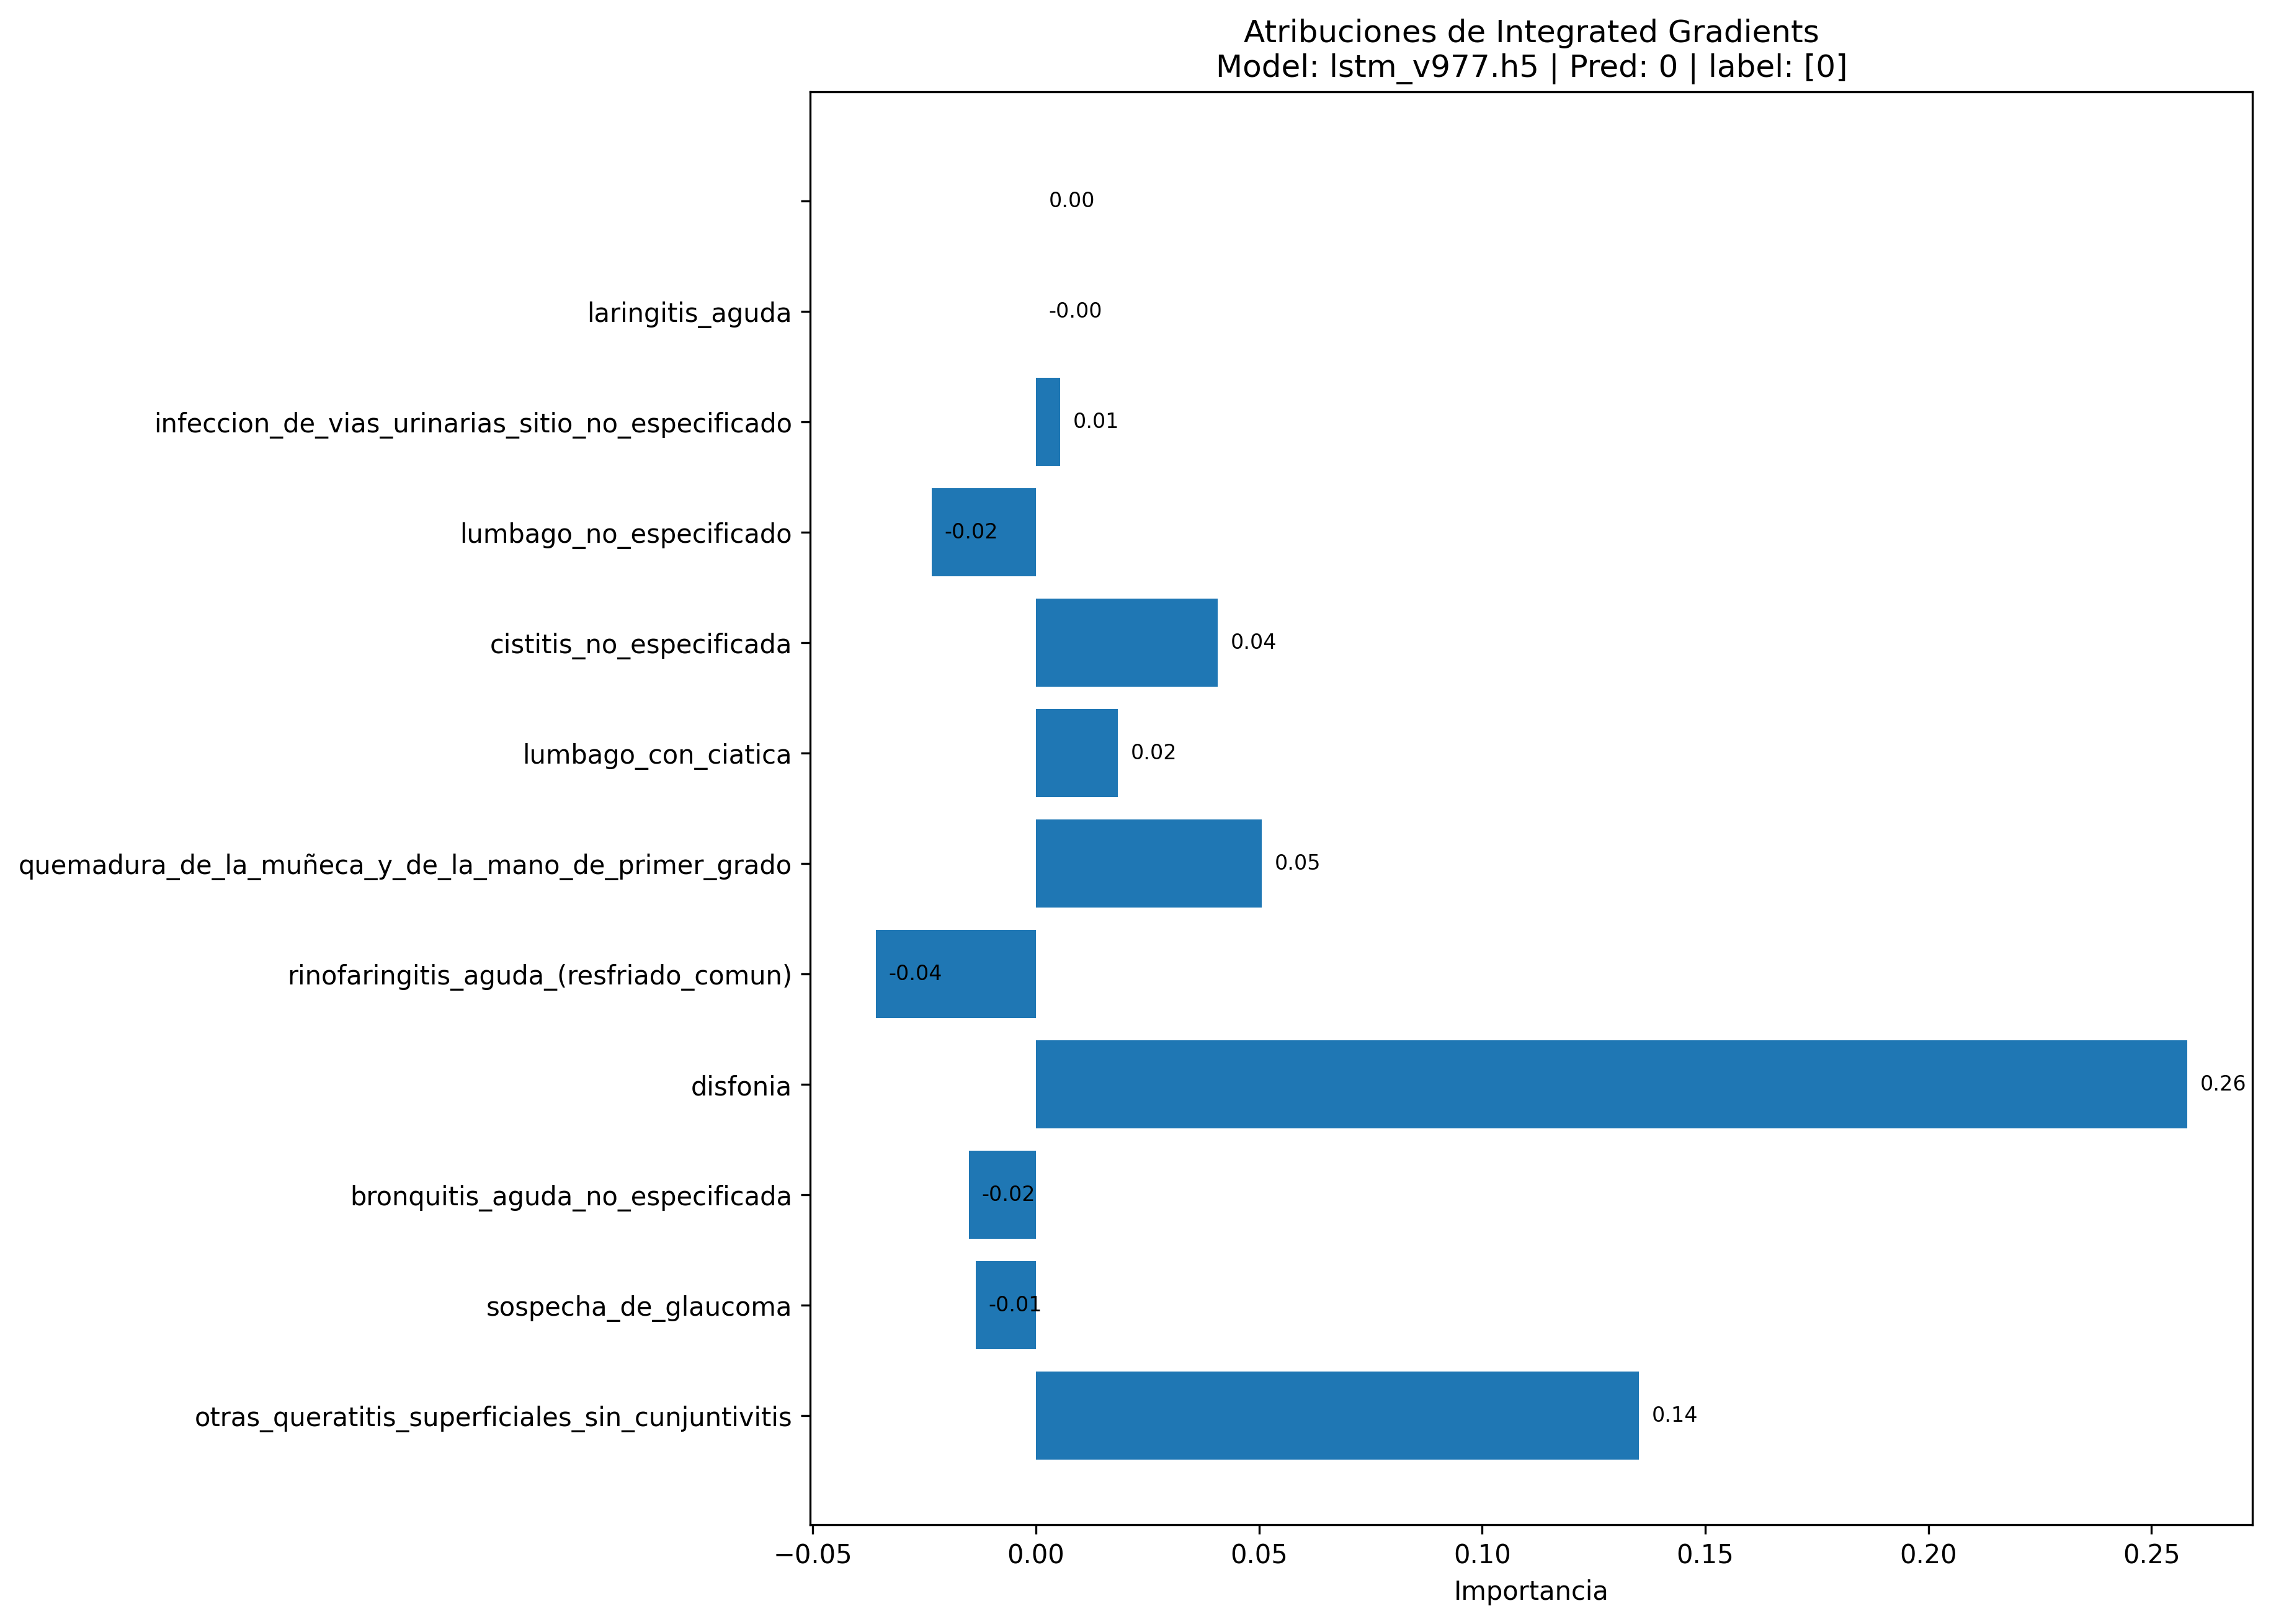 Atribuciones de Integrated Gradients
Model: lstm_v977.h5 | Pred: 0 | label: [0]
0.00
laringitis_aguda -0.00
infeccion_de_vias_urinarias_sitio_no_especificado 0.01
lumbago_no_especificado -0.02
cistitis_no_especificada 0.04
lumbago_con_ciatica 0.02
quemadura_de_la_muñeca_y_de_la_mano_de_primer_grado 0.05
rinofaringitis_aguda_(resfriado_comun) -0.04
disfonia 0.26
bronquitis_aguda_no_especificada -0.02
sospecha_de_glaucoma -0.01
otras_queratitis_superficiales_sin_cunjuntivitis 0.14
−0.05 0.00 0.05 0.10 0.15 0.20 0.25
Importancia